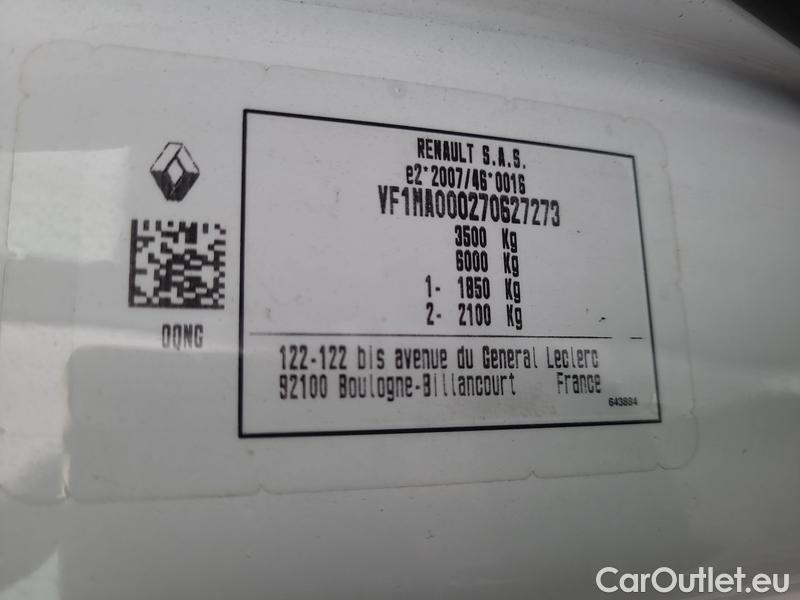 RENAULT S.A.S.
e2*2007/46*0016
VF1MA000270627273
3500 Kg
6000 Kg
1- 1850 Kg
2- 2100 Kg
DQNG
122-122 bis avenue du General Leclerc
92100 Boulogne-Billancourt France
643884
CarOutlet.eu